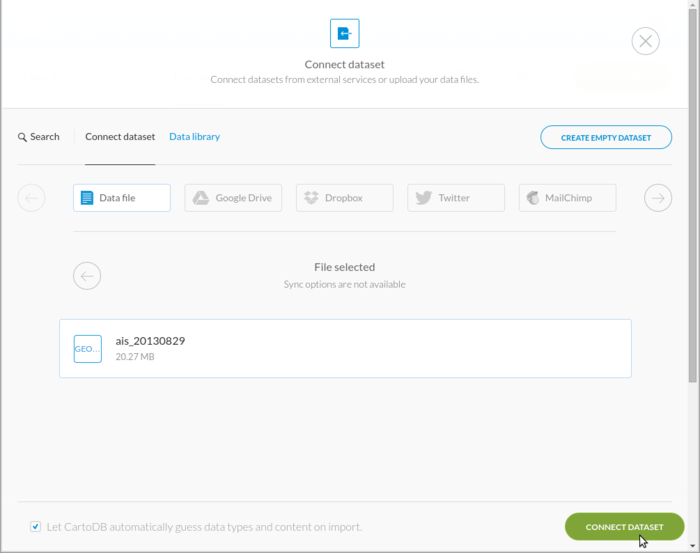 Connect dataset
Connect datasets from external services or upload your data files.
Search
Connect dataset
Data library
CREATE EMPTY DATASET
Data file
Google Drive
Dropbox
Twitter
MailChimp
File selected
Sync options are not available
GEO...
ais_20130829
20.27 MB
Let CartoDB automatically guess data types and content on import.
CONNECT DATASET